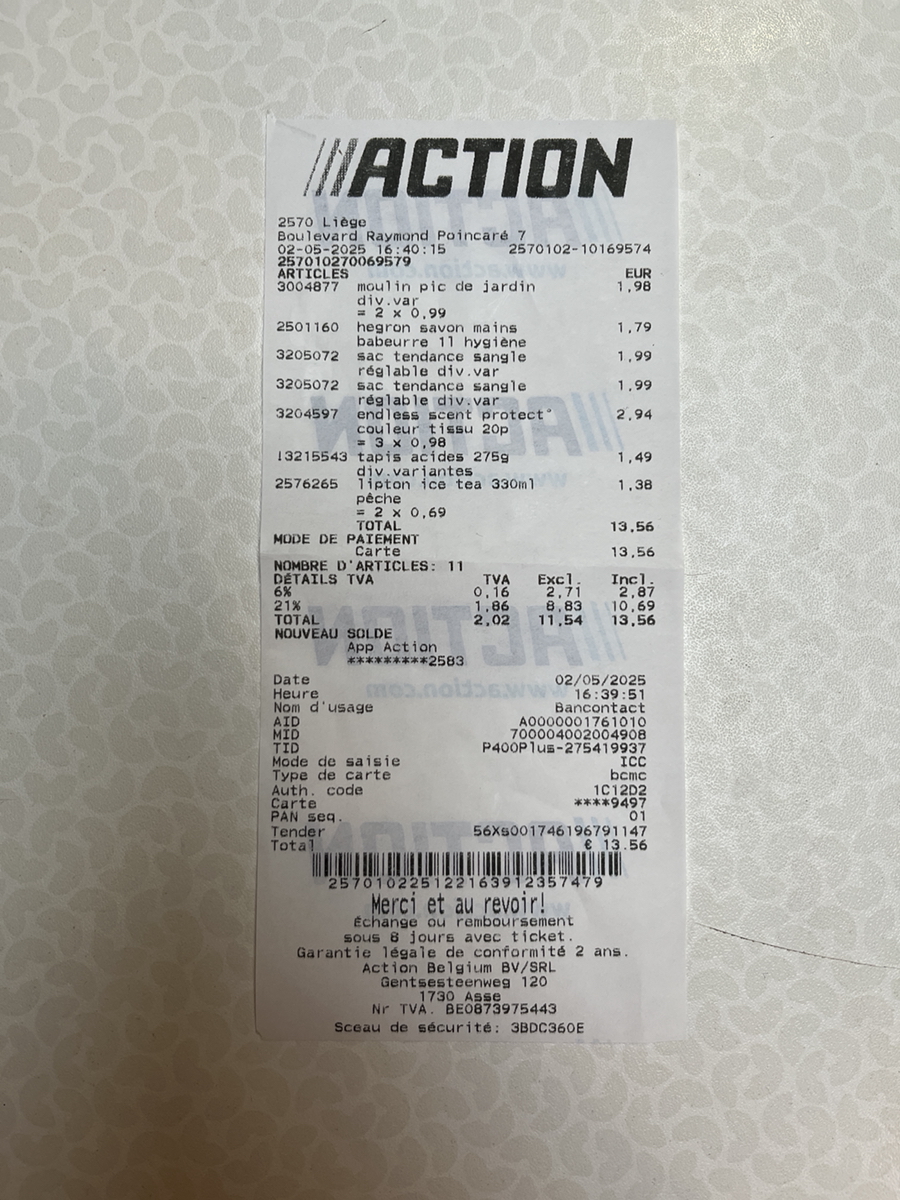 ACTION
2570 Liège
Boulevard Raymond Poincaré 7
02-05-2025 16:40:15 2570102-10169574
257010270069579
ARTICLES EUR
3004877 moulin pic de jardin 1,98
div.var
= 2 x 0,99
2501160 hegron savon mains 1,79
babeurre 1l hygiène
3205072 sac tendance sangle 1,99
réglable div.var
3205072 sac tendance sangle 1,99
réglable div.var
3204597 endless scent protect° 2,94
couleur tissu 20p
= 3 x 0,98
!3215543 tapis acides 275g 1,49
div.variantes
2576265 lipton ice tea 330ml 1,38
pêche
= 2 x 0,69
TOTAL 13,56
MODE DE PAIEMENT
Carte 13,56
NOMBRE D'ARTICLES: 11
DÉTAILS TVA TVA Excl. Incl.
6% 0,16 2,71 2,87
21% 1,86 8,83 10,69
TOTAL 2,02 11,54 13,56
NOUVEAU SOLDE
App Action
*********2583
Date 02/05/2025
Heure 16:39:51
Nom d'usage Bancontact
AID A0000001761010
MID 700004002004908
TID P400Plus-275419937
Mode de saisie ICC
Type de carte bcmc
Auth. code 1C12D2
Carte ****9497
PAN seq. 01
Tender 56Xs001746196791147
Total € 13.56
257010225122163912357479
Merci et au revoir!
Échange ou remboursement
sous 8 jours avec ticket.
Garantie légale de conformité 2 ans.
Action Belgium BV/SRL
Gentsesteenweg 120
1730 Asse
Nr TVA. BE0873975443
Sceau de sécurité: 3BDC360E